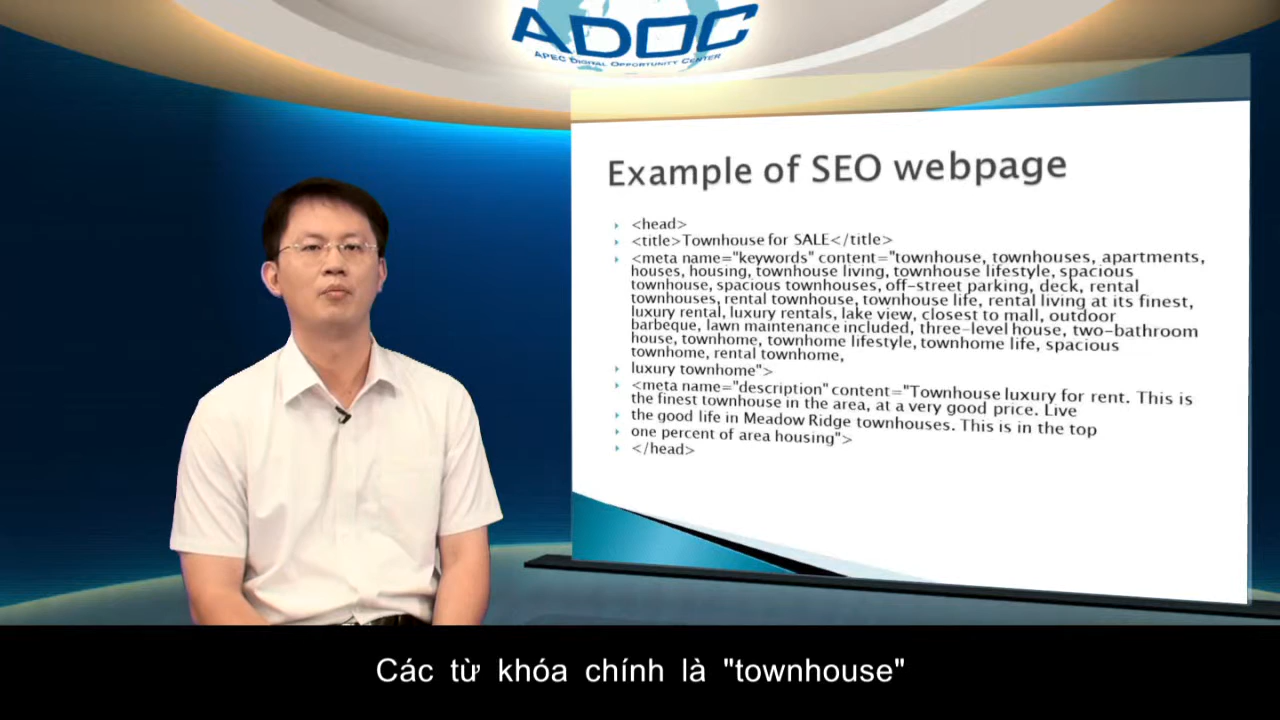 ADOC
APEC DIGITAL OPPORTUNITY CENTER
Example of SEO webpage
<head>
<title>Townhouse for SALE</title>
<meta name="keywords" content="townhouse, townhouses, apartments,
houses, housing, townhouse living, townhouse lifestyle, spacious
townhouse, spacious townhouses, off-street parking, deck, rental
townhouses, rental townhouse, townhouse life, rental living at its finest,
luxury rental, luxury rentals, lake view, closest to mall, outdoor
barbeque, lawn maintenance included, three-level house, two-bathroom
house, townhome, townhome lifestyle, townhome life, spacious
townhome, rental townhome,
luxury townhome">
<meta name="description" content="Townhouse luxury for rent. This is
the finest townhouse in the area, at a very good price. Live
the good life in Meadow Ridge townhouses. This is in the top
one percent of area housing">
</head>
Các từ khóa chính là "townhouse"